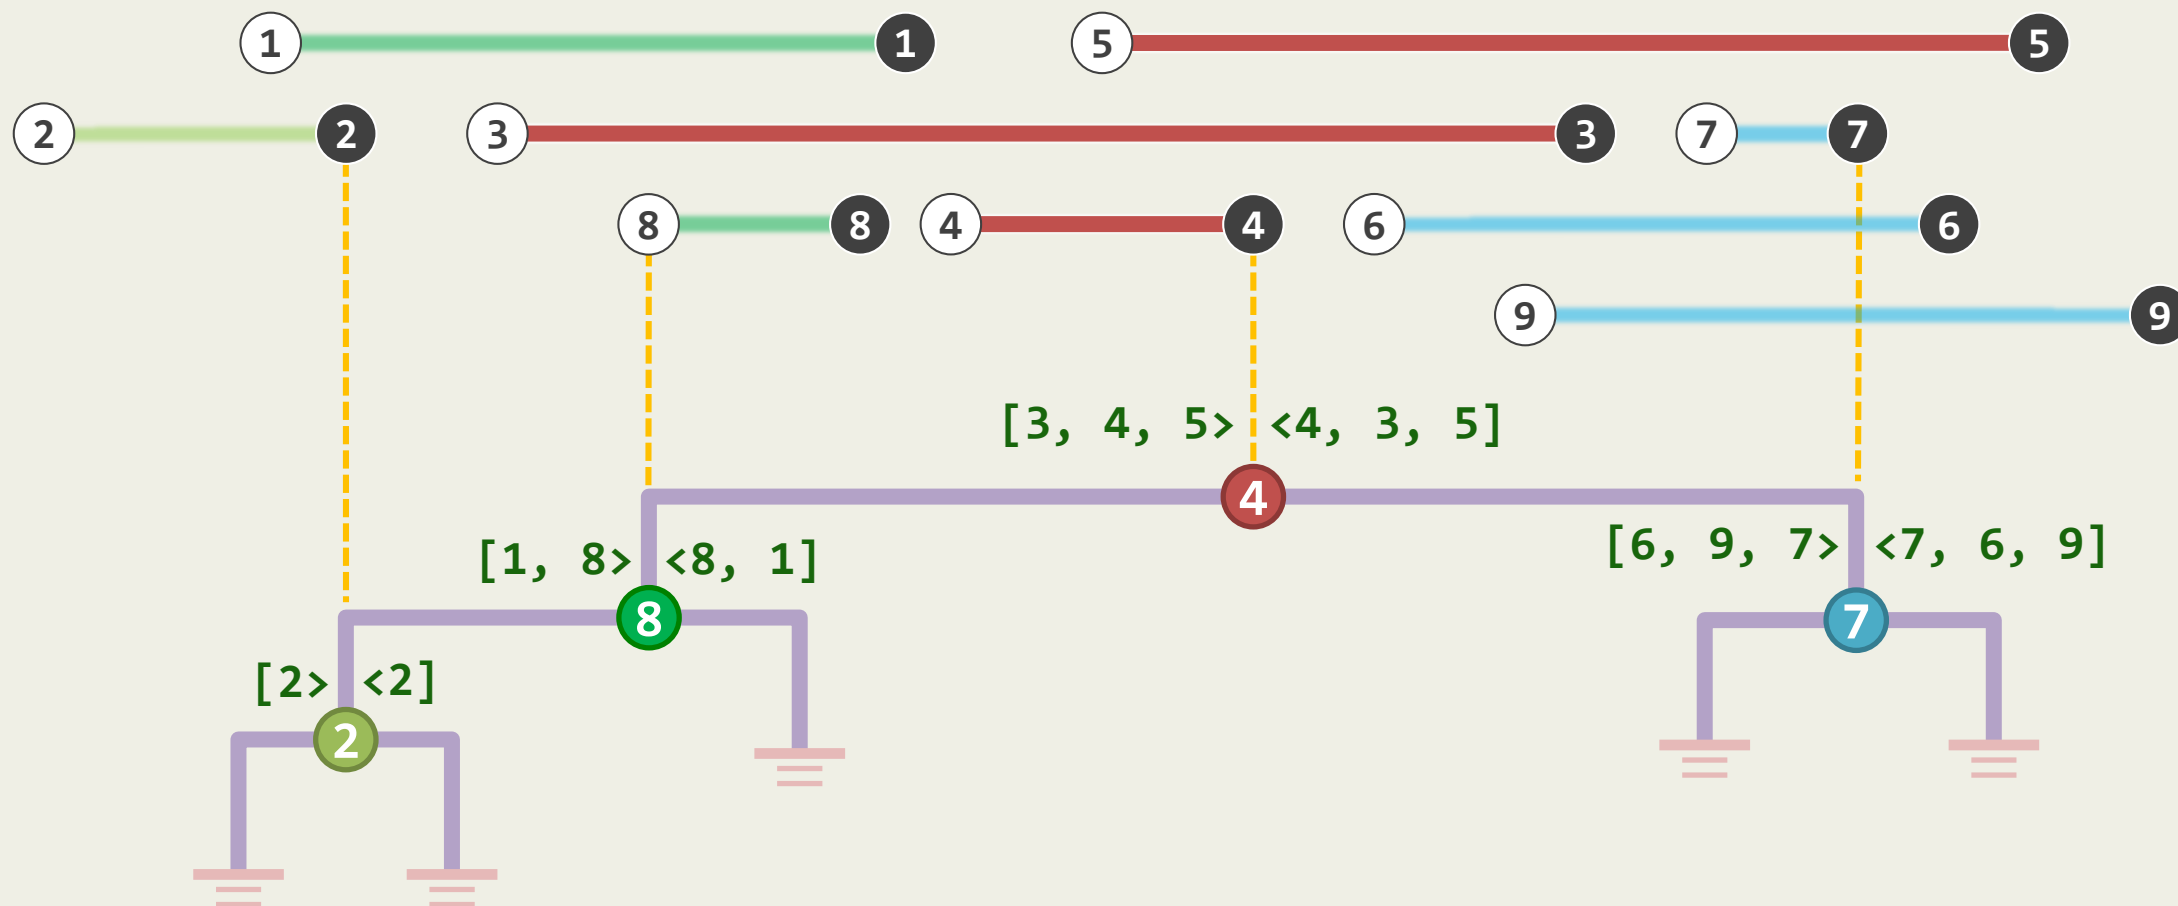 1 1 5 5
2 2 3 3 7 7
8 8 4 4 6 6
9 9
[3, 4, 5> <4, 3, 5]
4
[1, 8> <8, 1] [6, 9, 7> <7, 6, 9]
8 7
[2> <2]
2